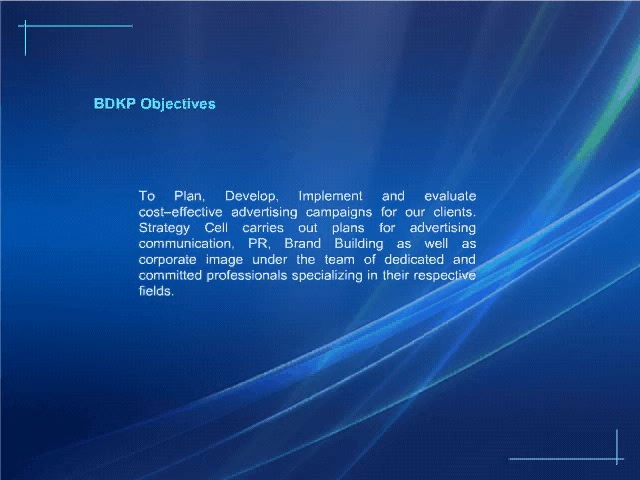 BDKP Objectives
To Plan, Develop, Implement and evaluate
cost–effective advertising campaigns for our clients.
Strategy Cell carries out plans for advertising
communication, PR, Brand Building as well as
corporate image under the team of dedicated and
committed professionals specializing in their respective
fields.